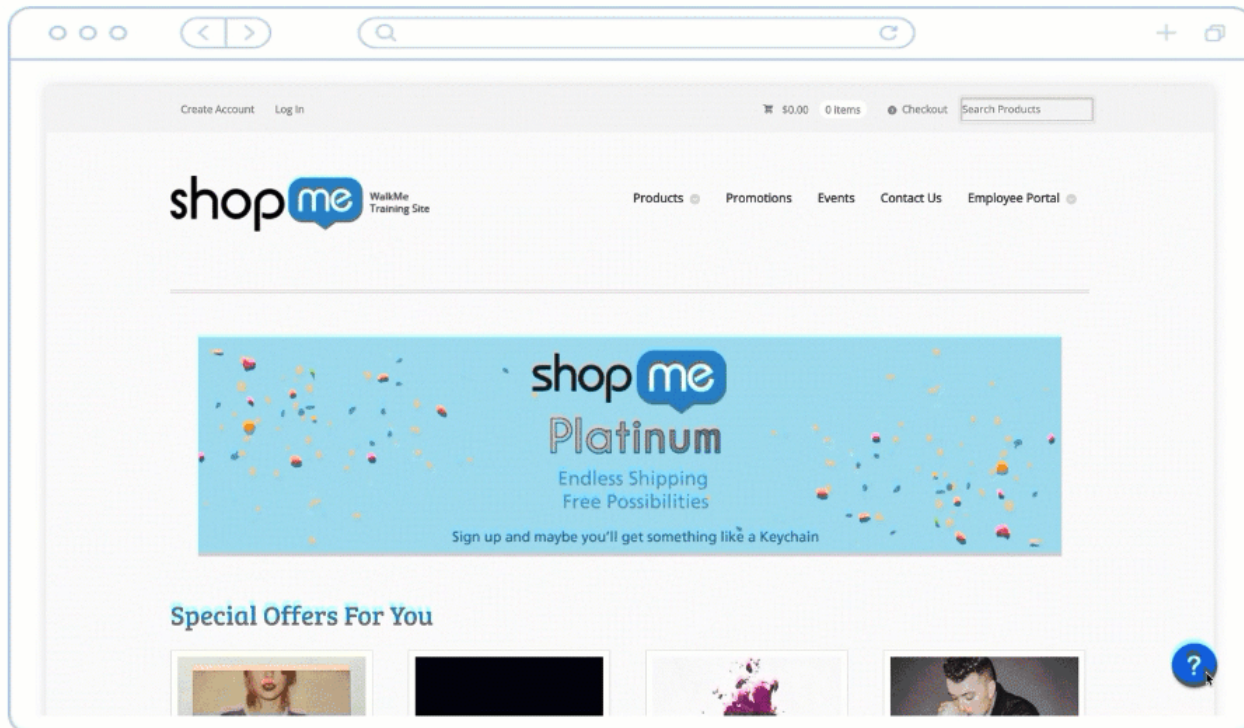 Create Account Log In $0.00 0 items Checkout Search Products
shop me WalkMe
Training Site
Products Promotions Events Contact Us Employee Portal
shop me
Platinum
Endless Shipping
Free Possibilities
Sign up and maybe you'll get something like a Keychain
Special Offers For You
?